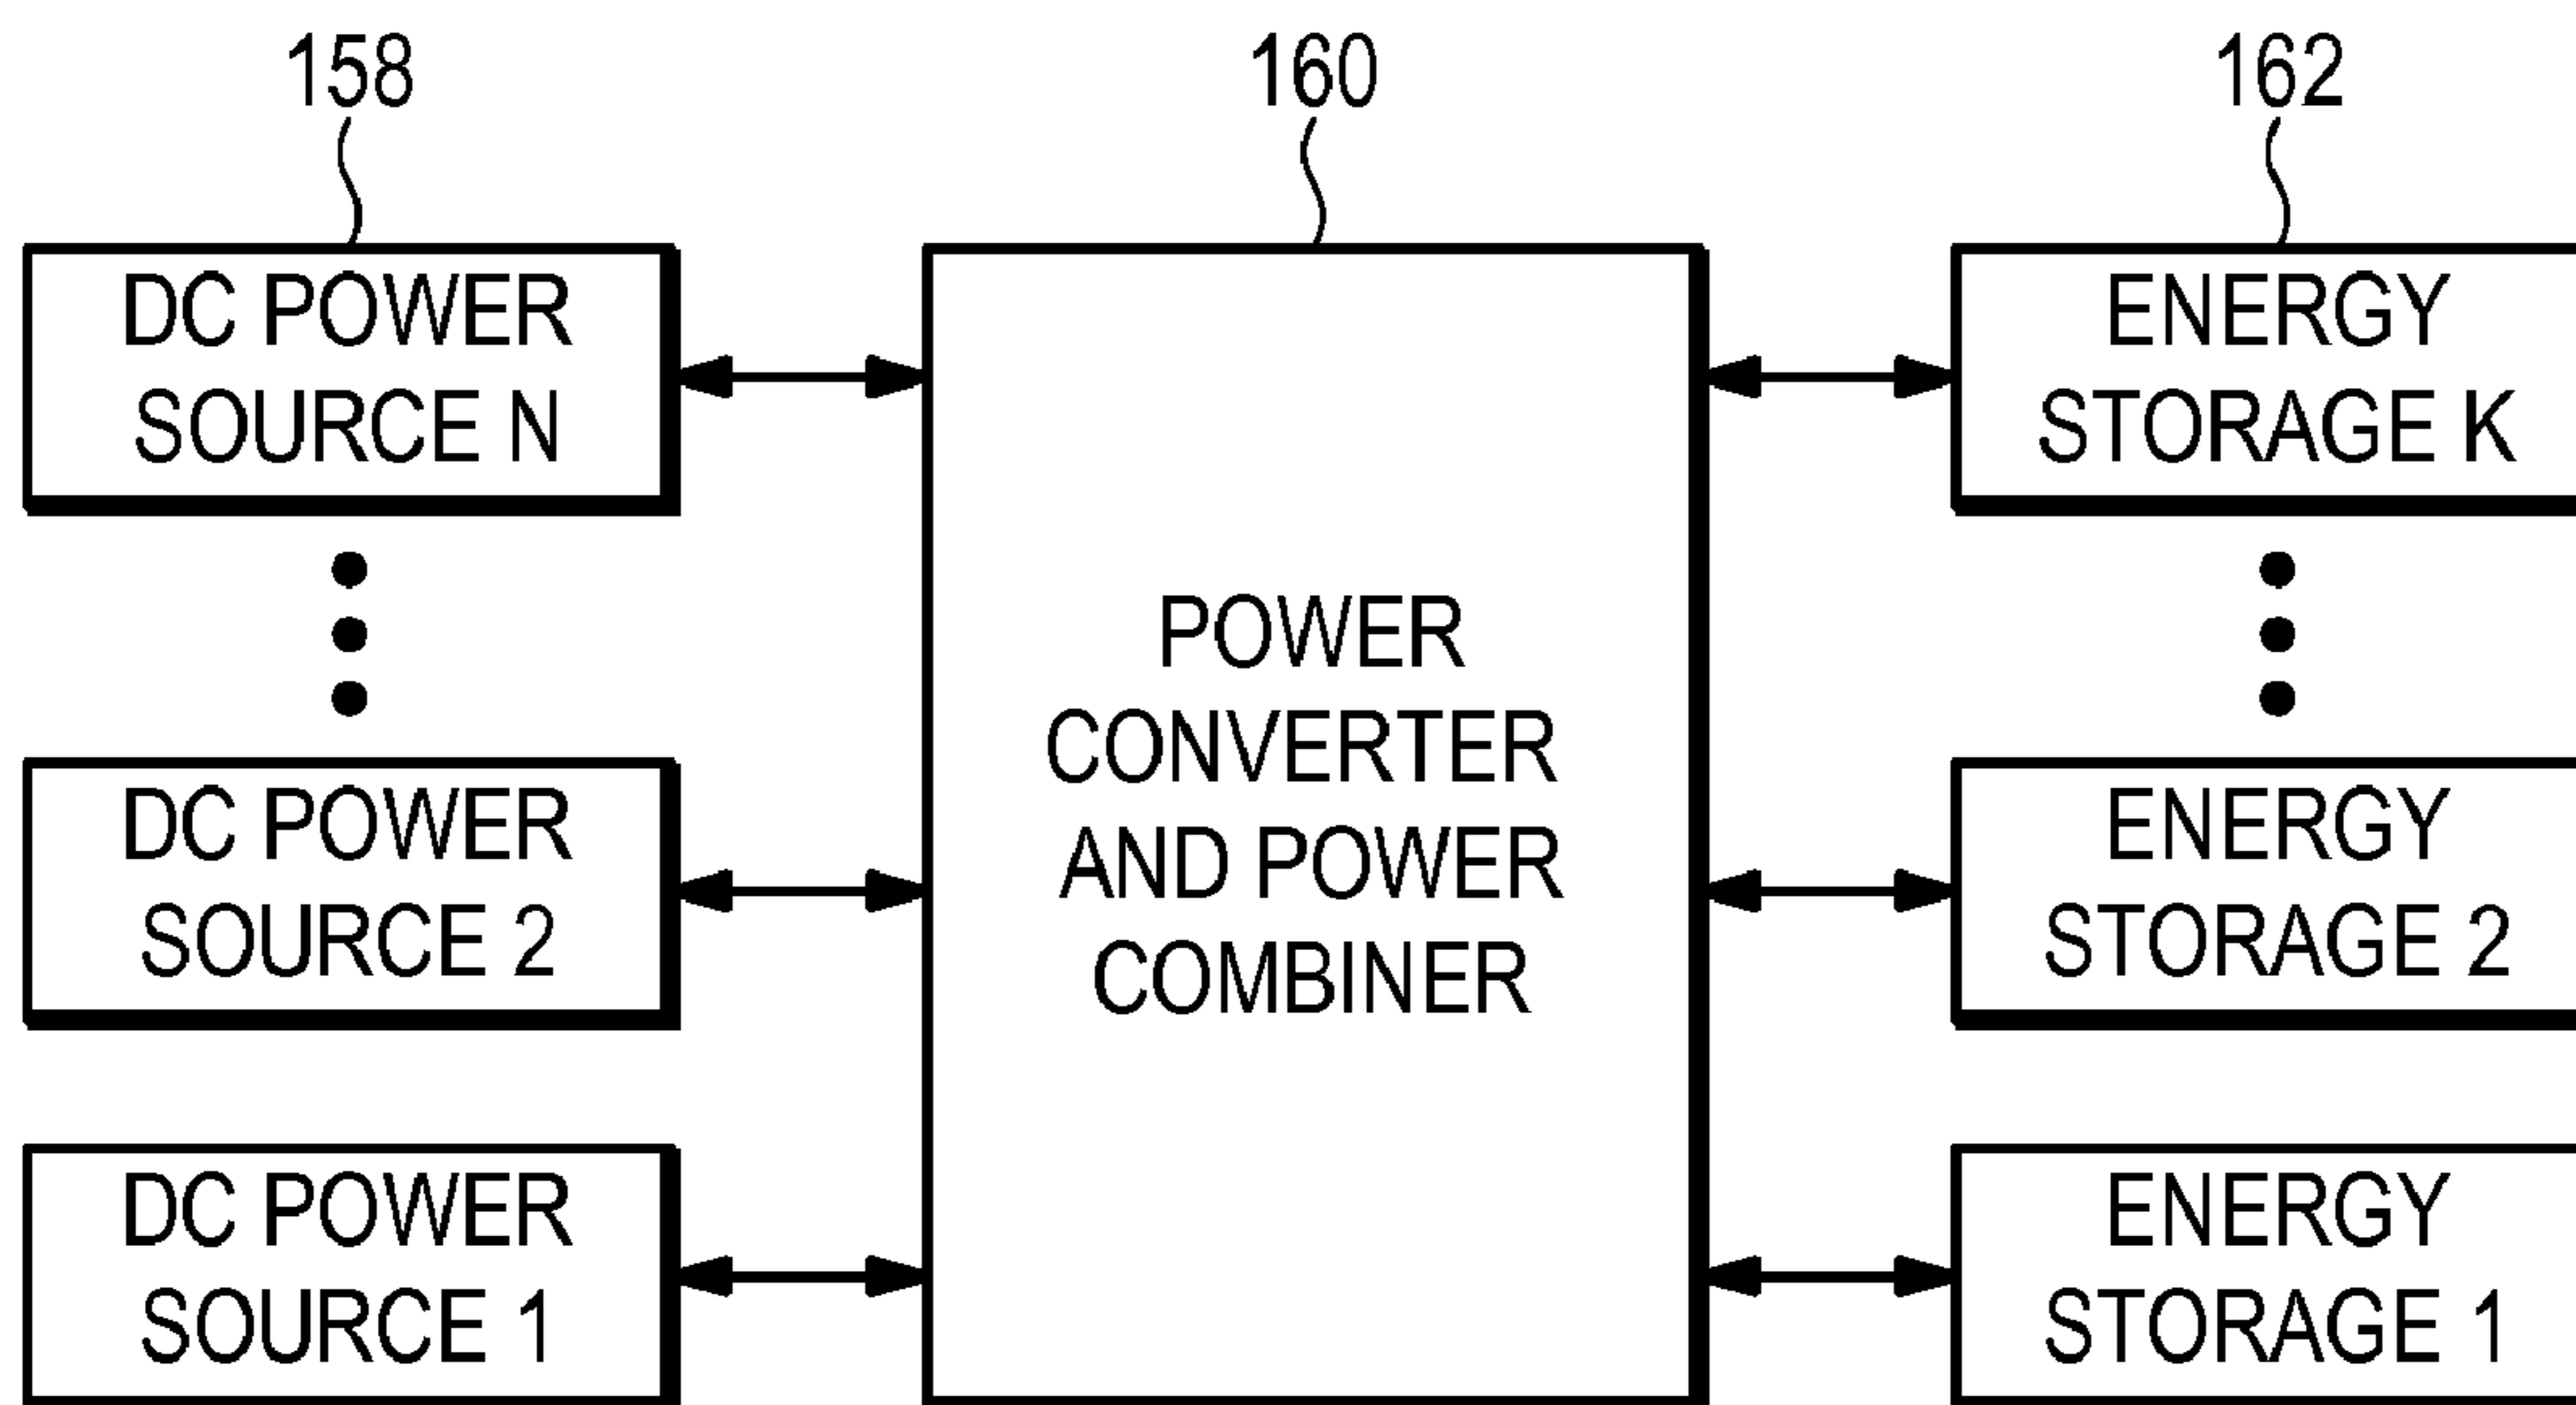 158
160
162
DC POWER
SOURCE N
DC POWER
SOURCE 2
DC POWER
SOURCE 1
POWER
CONVERTER
AND POWER
COMBINER
ENERGY
STORAGE K
ENERGY
STORAGE 2
ENERGY
STORAGE 1